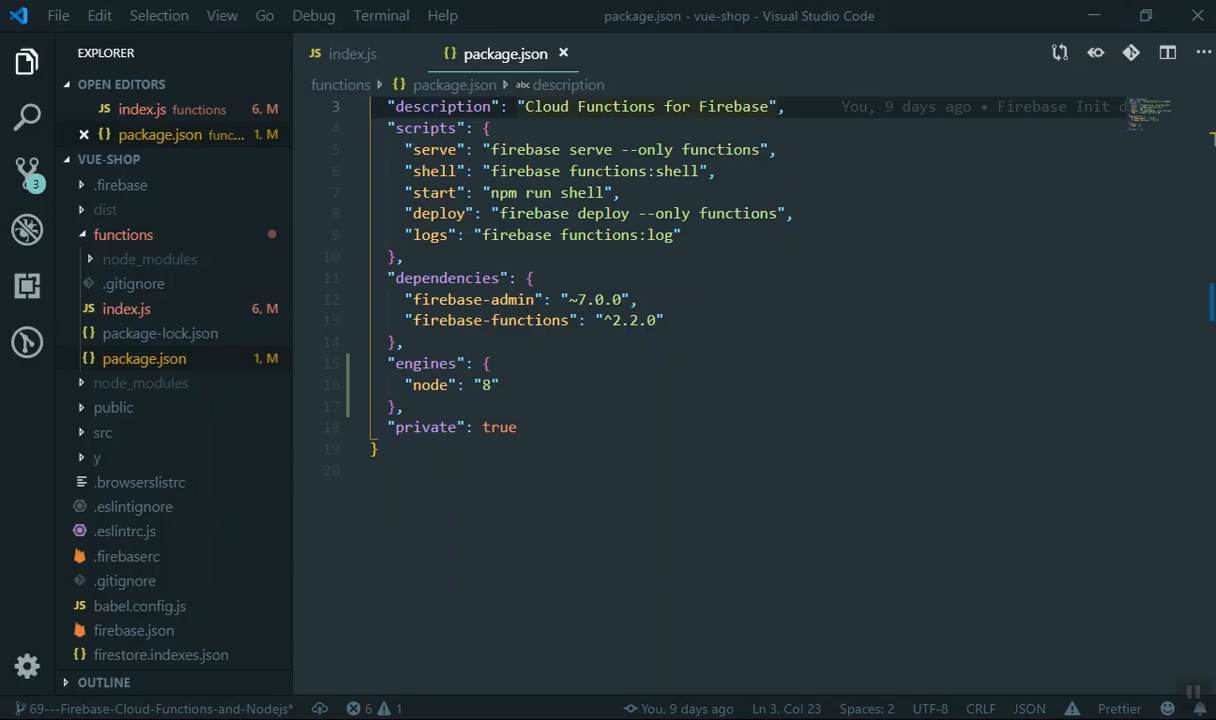 File Edit Selection View Go Debug Terminal Help package.json - vue-shop - Visual Studio Code
EXPLORER
OPEN EDITORS
JS index.js functions 6, M
{} package.json func... 1, M
VUE-SHOP
.firebase
dist
functions
node_modules
.gitignore
JS index.js 6, M
{} package-lock.json
{} package.json 1, M
node_modules
public
src
y
.browserslistrc
.eslintignore
.eslintrc.js
.firebaserc
.gitignore
JS babel.config.js
firebase.json
{} firestore.indexes.json
OUTLINE
3
JS index.js {} package.json
functions {} package.json abc description
3 "description": "Cloud Functions for Firebase", You, 9 days ago • Firebase Init
4 "scripts": {
5 "serve": "firebase serve --only functions",
6 "shell": "firebase functions:shell",
7 "start": "npm run shell",
8 "deploy": "firebase deploy --only functions",
9 "logs": "firebase functions:log"
10 },
11 "dependencies": {
12 "firebase-admin": "~7.0.0",
13 "firebase-functions": "^2.2.0"
14 },
15 "engines": {
16 "node": "8"
17 },
18 "private": true
19 }
20
69---Firebase-Cloud-Functions-and-Nodejs* 6 1 You, 9 days ago Ln 3, Col 23 Spaces: 2 UTF-8 CRLF JSON Prettier